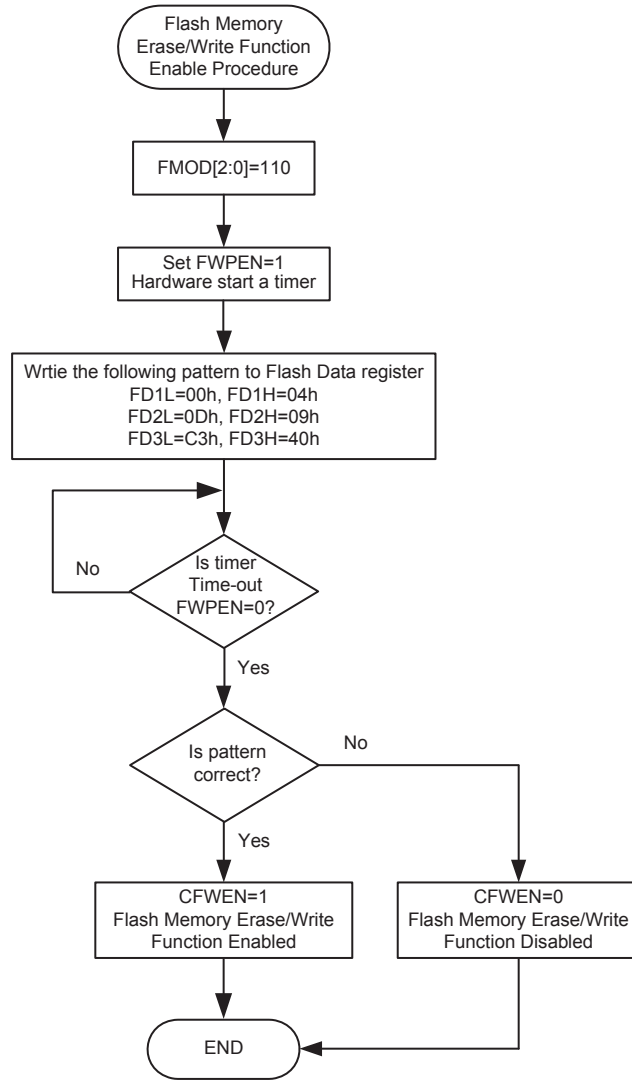 Flash Memory
Erase/Write Function
Enable Procedure
FMOD[2:0]=110
Set FWPEN=1
Hardware start a timer
Wrtie the following pattern to Flash Data register
FD1L=00h, FD1H=04h
FD2L=0Dh, FD2H=09h
FD3L=C3h, FD3H=40h
No
Is timer
Time-out
FWPEN=0?
Yes
Is pattern
correct?
No
Yes
CFWEN=1
Flash Memory Erase/Write
Function Enabled
CFWEN=0
Flash Memory Erase/Write
Function Disabled
END